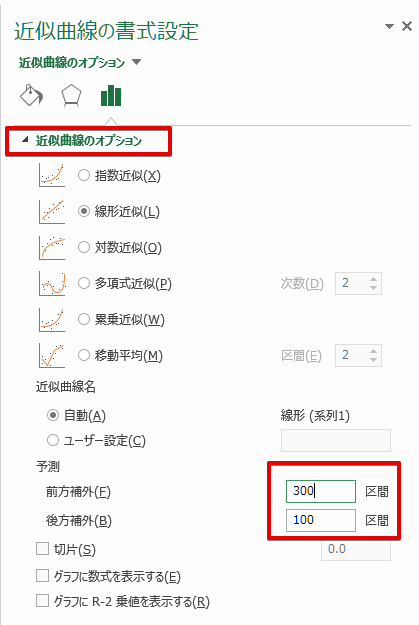 近似曲線の書式設定
近似曲線のオプション
近似曲線のオプション
指数近似(X)
線形近似(L)
対数近似(O)
多項式近似(P) 次数(D) 2
累乗近似(W)
移動平均(M) 区間(E) 2
近似曲線名
自動(A) 線形 (系列1)
ユーザー設定(C)
予測
前方補外(F) 300 区間
後方補外(B) 100 区間
切片(S) 0.0
グラフに数式を表示する(E)
グラフに R-2 乗値を表示する(R)